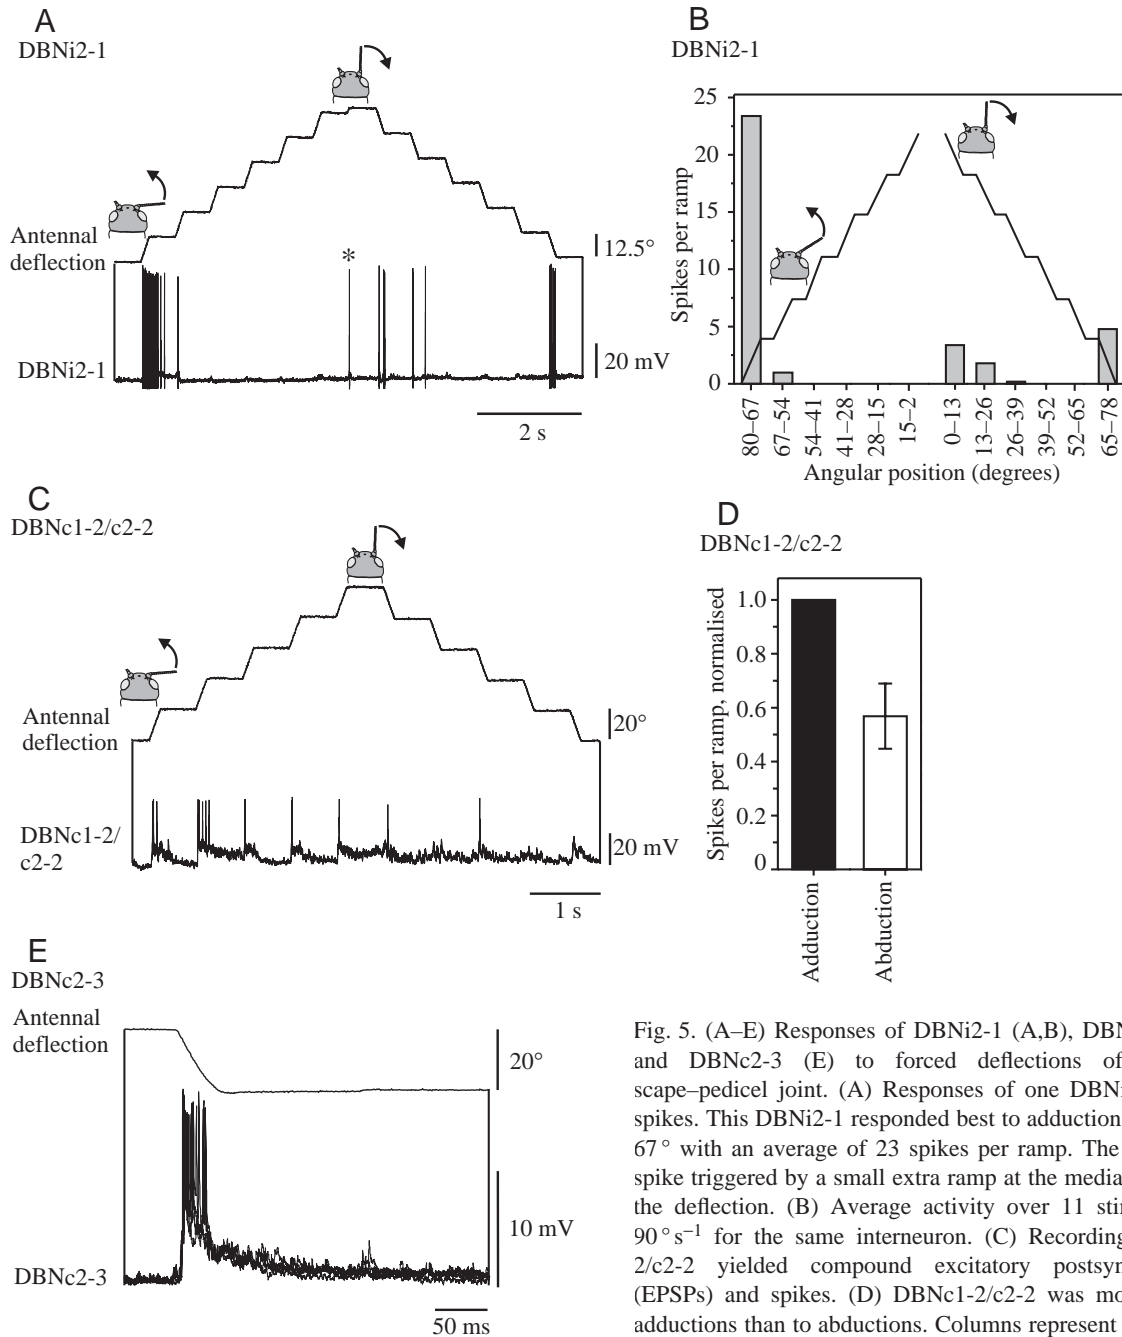 A
DBNi2-1
Antennal
deflection
12.5°
*
DBNi2-1
20 mV
2 s
B
DBNi2-1
Spikes per ramp
25
20
15
10
5
0
80–67
67–54
54–41
41–28
28–15
15–2
0–13
13–26
26–39
39–52
52–65
65–78
Angular position (degrees)
C
DBNc1-2/c2-2
Antennal
deflection
20°
DBNc1-2/
c2-2
20 mV
1 s
D
DBNc1-2/c2-2
Spikes per ramp, normalised
1.0
0.8
0.6
0.4
0.2
0
Adduction
Abduction
E
DBNc2-3
Antennal
deflection
20°
10 mV
DBNc2-3
50 ms
Fig. 5. (A–E) Responses of DBNi2-1 (A,B), DBN
and DBNc2-3 (E) to forced deflections of
scape–pedicel joint. (A) Responses of one DBNi
spikes. This DBNi2-1 responded best to adduction
67° with an average of 23 spikes per ramp. The
spike triggered by a small extra ramp at the media
the deflection. (B) Average activity over 11 stir
90° s⁻¹ for the same interneuron. (C) Recording
2/c2-2 yielded compound excitatory postsyn
(EPSPs) and spikes. (D) DBNc1-2/c2-2 was mo
adductions than to abductions. Columns represent